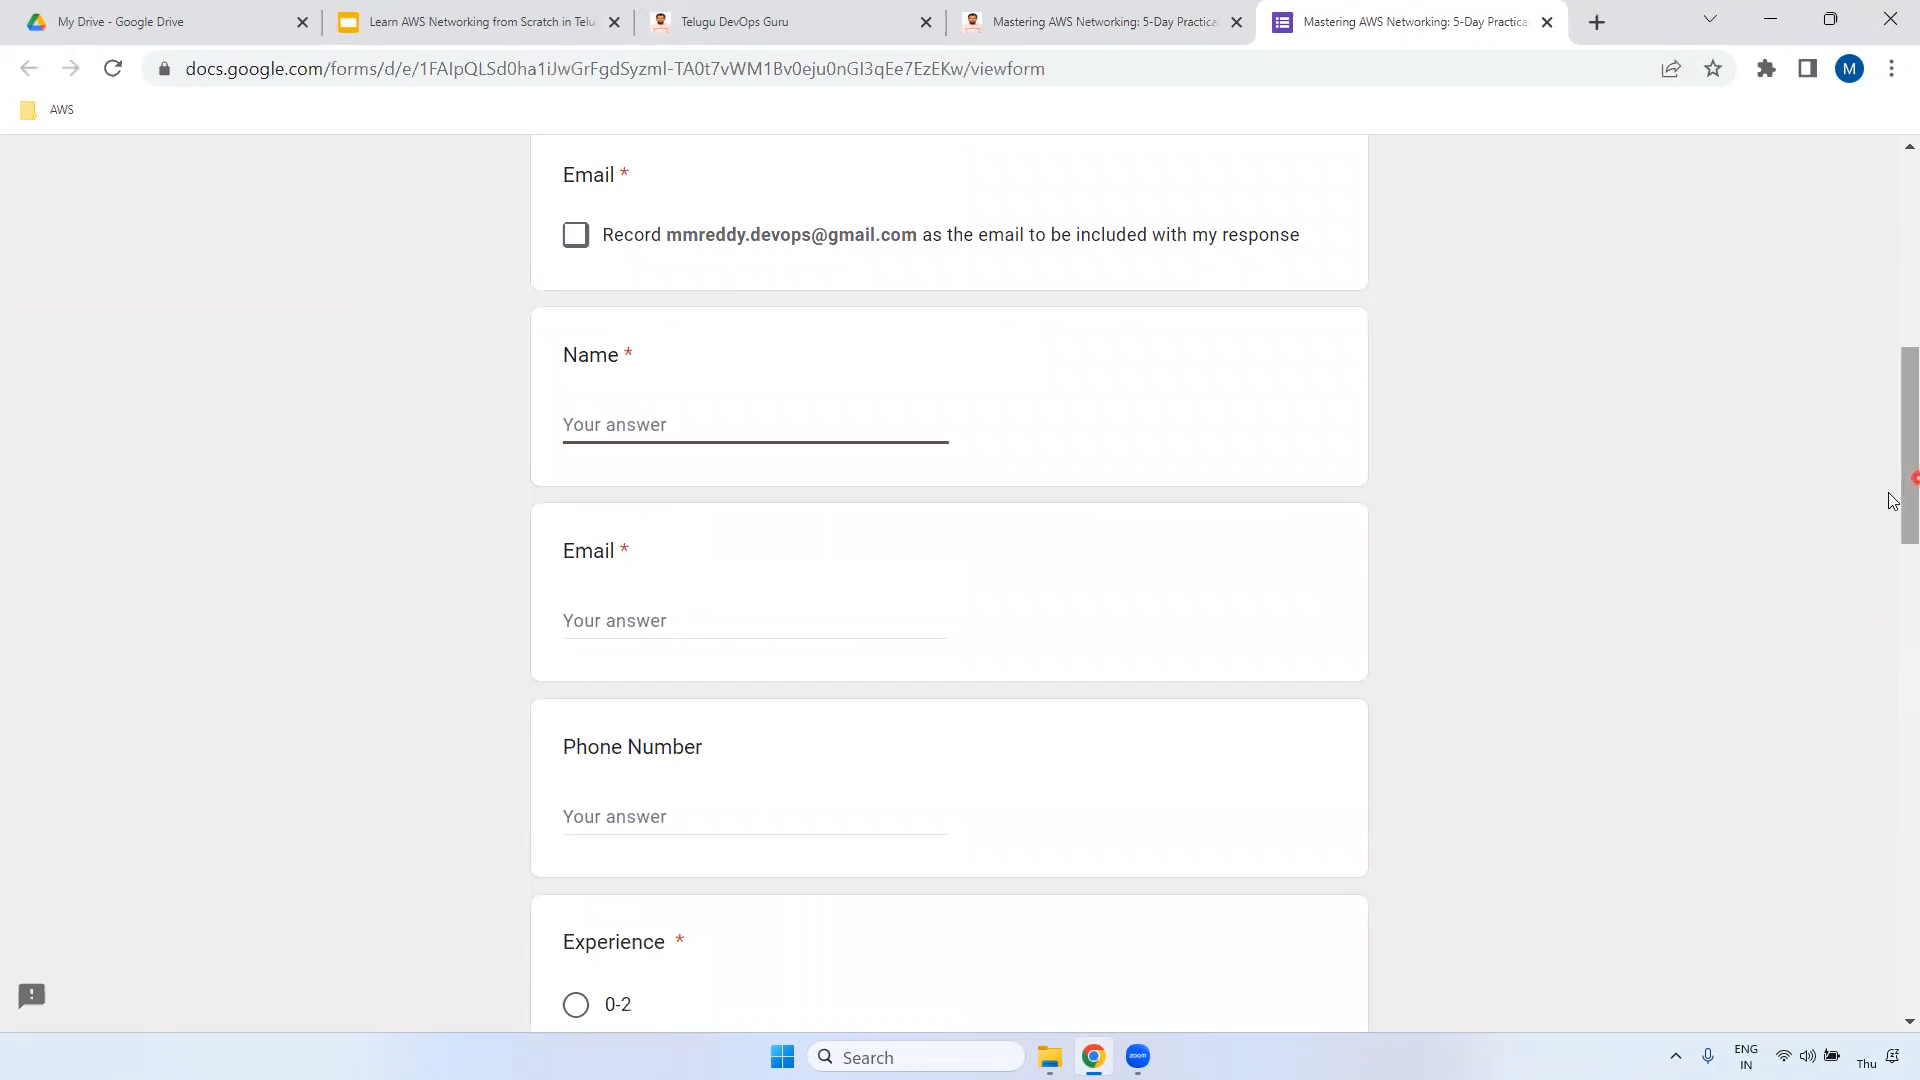 My Drive - Google Drive
Learn AWS Networking from Scratch in Telu
Telugu DevOps Guru
Mastering AWS Networking: 5-Day Practica
Mastering AWS Networking: 5-Day Practica
docs.google.com/forms/d/e/1FAIpQLSd0ha1iJwGrFgdSyzml-TA0t7vWM1Bv0eju0nGI3qEe7EzEKw/viewform
M
AWS
Email *
Record mmreddy.devops@gmail.com as the email to be included with my response
Name *
Your answer
Email *
Your answer
Phone Number
Your answer
Experience *
0-2
Search
zoom
ENG
IN
Thu